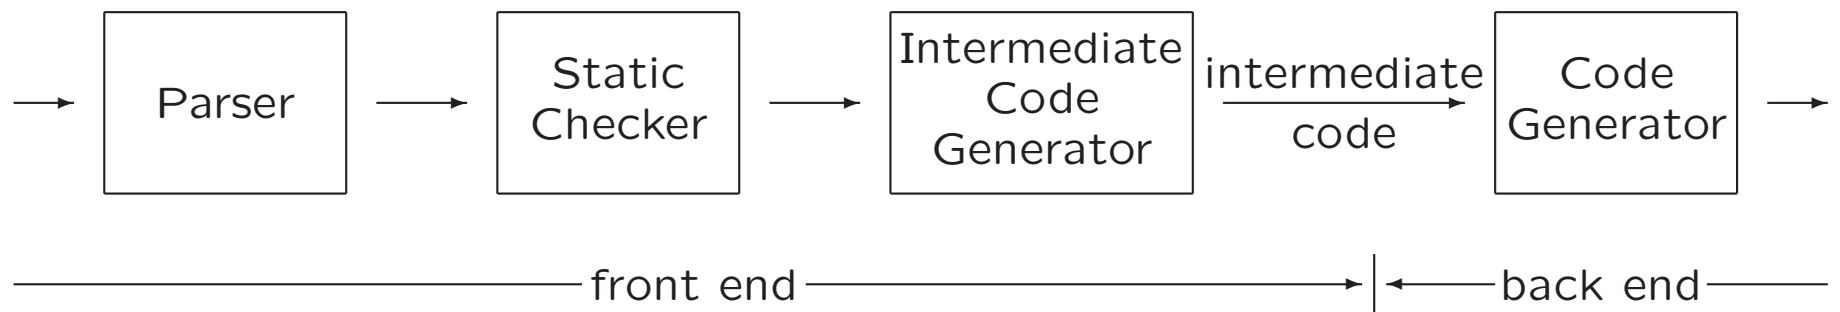 Parser
Static
Checker
Intermediate
Code
Generator
intermediate
code
Code
Generator
front end
back end